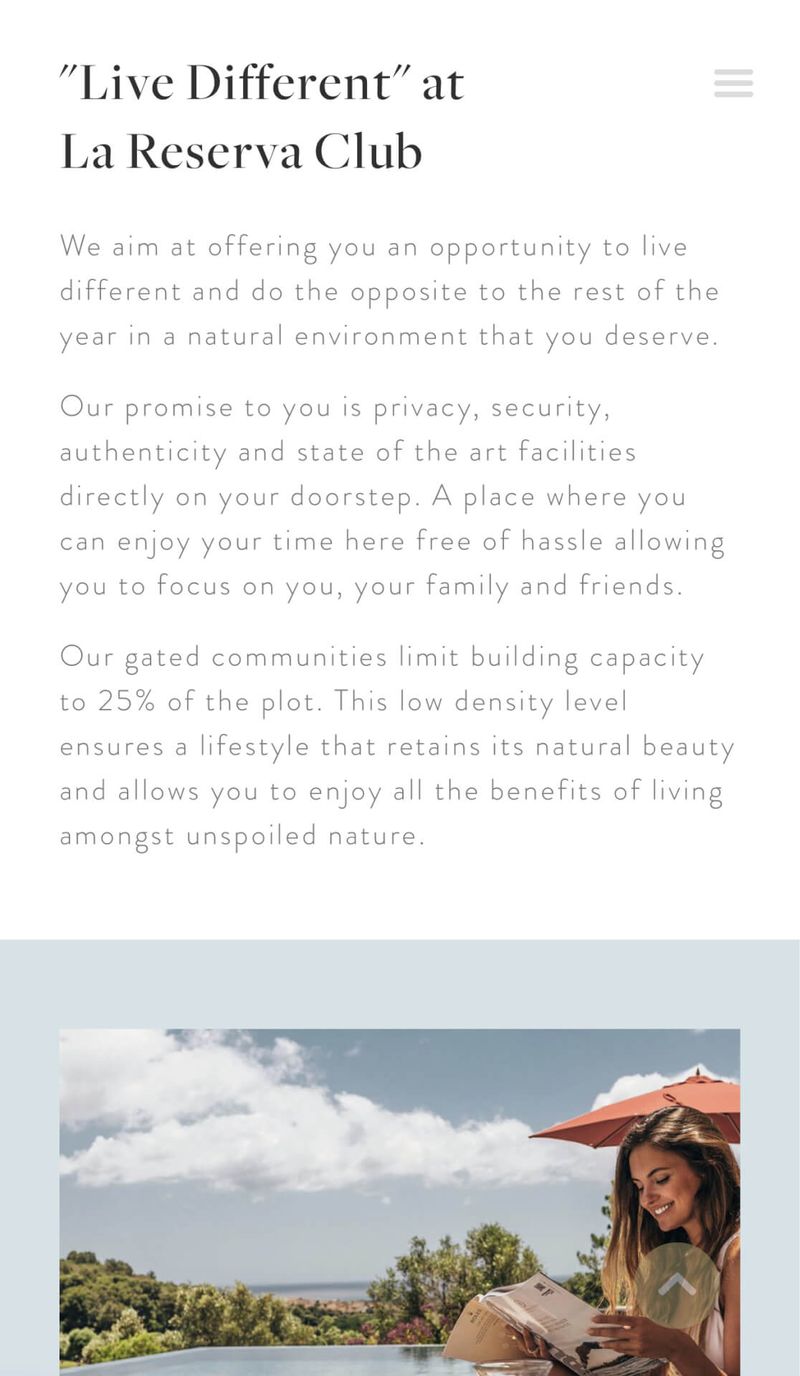 "Live Different" at
La Reserva Club
We aim at offering you an opportunity to live
different and do the opposite to the rest of the
year in a natural environment that you deserve.
Our promise to you is privacy, security,
authenticity and state of the art facilities
directly on your doorstep. A place where you
can enjoy your time here free of hassle allowing
you to focus on you, your family and friends.
Our gated communities limit building capacity
to 25% of the plot. This low density level
ensures a lifestyle that retains its natural beauty
and allows you to enjoy all the benefits of living
amongst unspoiled nature.